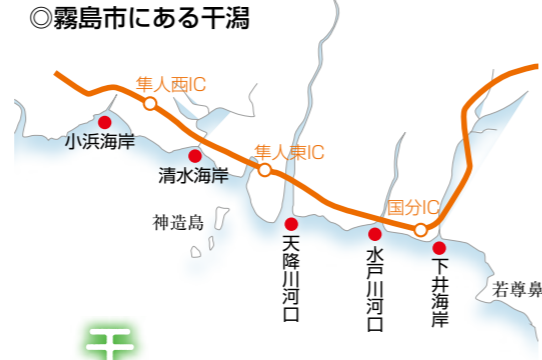 ◎霧島市にある干潟
隼人西IC
小浜海岸
隼人東IC
清水海岸
神造島
国分IC
天降川河口
水戸川河口
下井海岸
若尊鼻
干